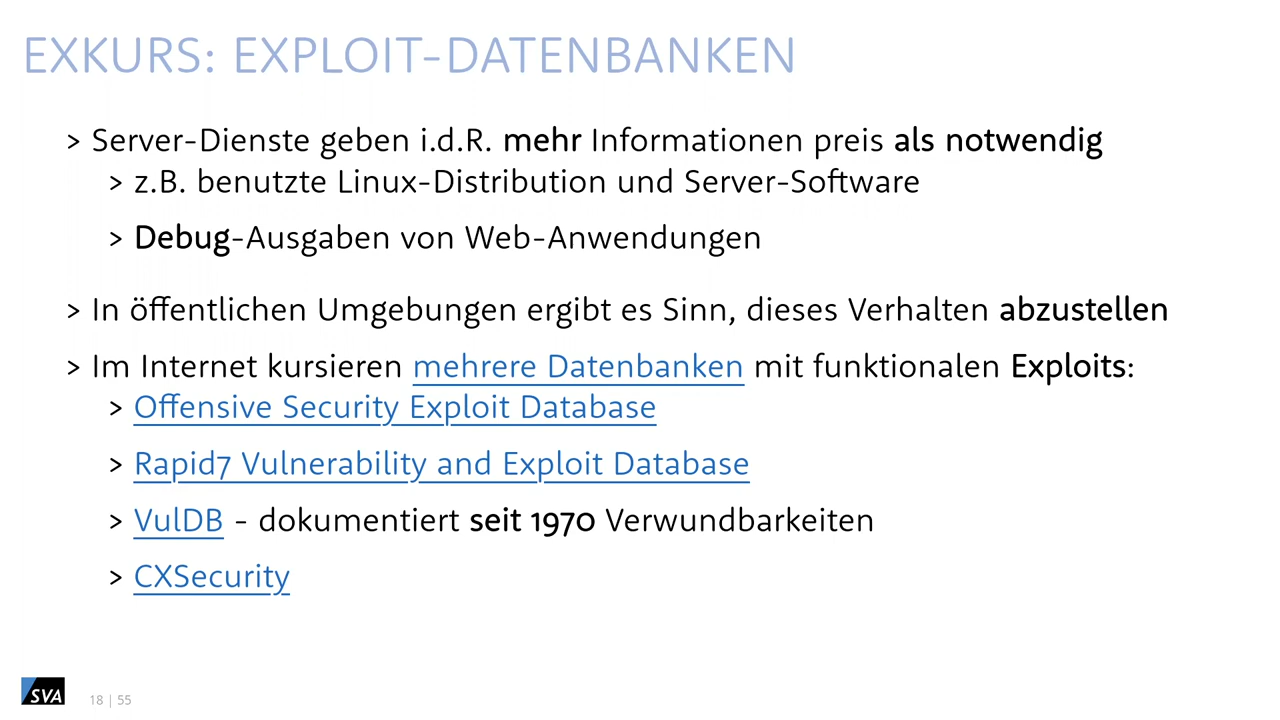 EXKURS: EXPLOIT-DATENBANKEN
> Server-Dienste geben i.d.R. mehr Informationen preis als notwendig
> z.B. benutzte Linux-Distribution und Server-Software
> Debug-Ausgaben von Web-Anwendungen
> In öffentlichen Umgebungen ergibt es Sinn, dieses Verhalten abzustellen
> Im Internet kursieren mehrere Datenbanken mit funktionalen Exploits:
> Offensive Security Exploit Database
> Rapid7 Vulnerability and Exploit Database
> VulDB - dokumentiert seit 1970 Verwundbarkeiten
> CXSecurity
SVA
18 | 55